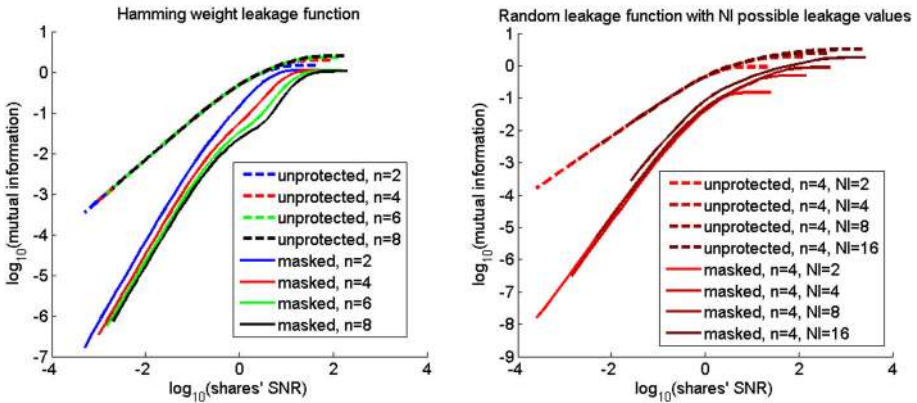 Hamming weight leakage function
1
0
-1
-2
-3
-4
-5
-6
-7
log10(mutual information)
unprotected, n=2
unprotected, n=4
unprotected, n=6
unprotected, n=8
masked, n=2
masked, n=4
masked, n=6
masked, n=8
-4 -2 0 2 4
log10(shares' SNR)
Random leakage function with Nl possible leakage values
1
0
-1
-2
-3
-4
-5
-6
-7
-8
-9
log10(mutual information)
unprotected, n=4, Nl=2
unprotected, n=4, Nl=4
unprotected, n=4, Nl=8
unprotected, n=4, Nl=16
masked, n=4, Nl=2
masked, n=4, Nl=4
masked, n=4, Nl=8
masked, n=4, Nl=16
-4 -2 0 2 4
log10(shares' SNR)